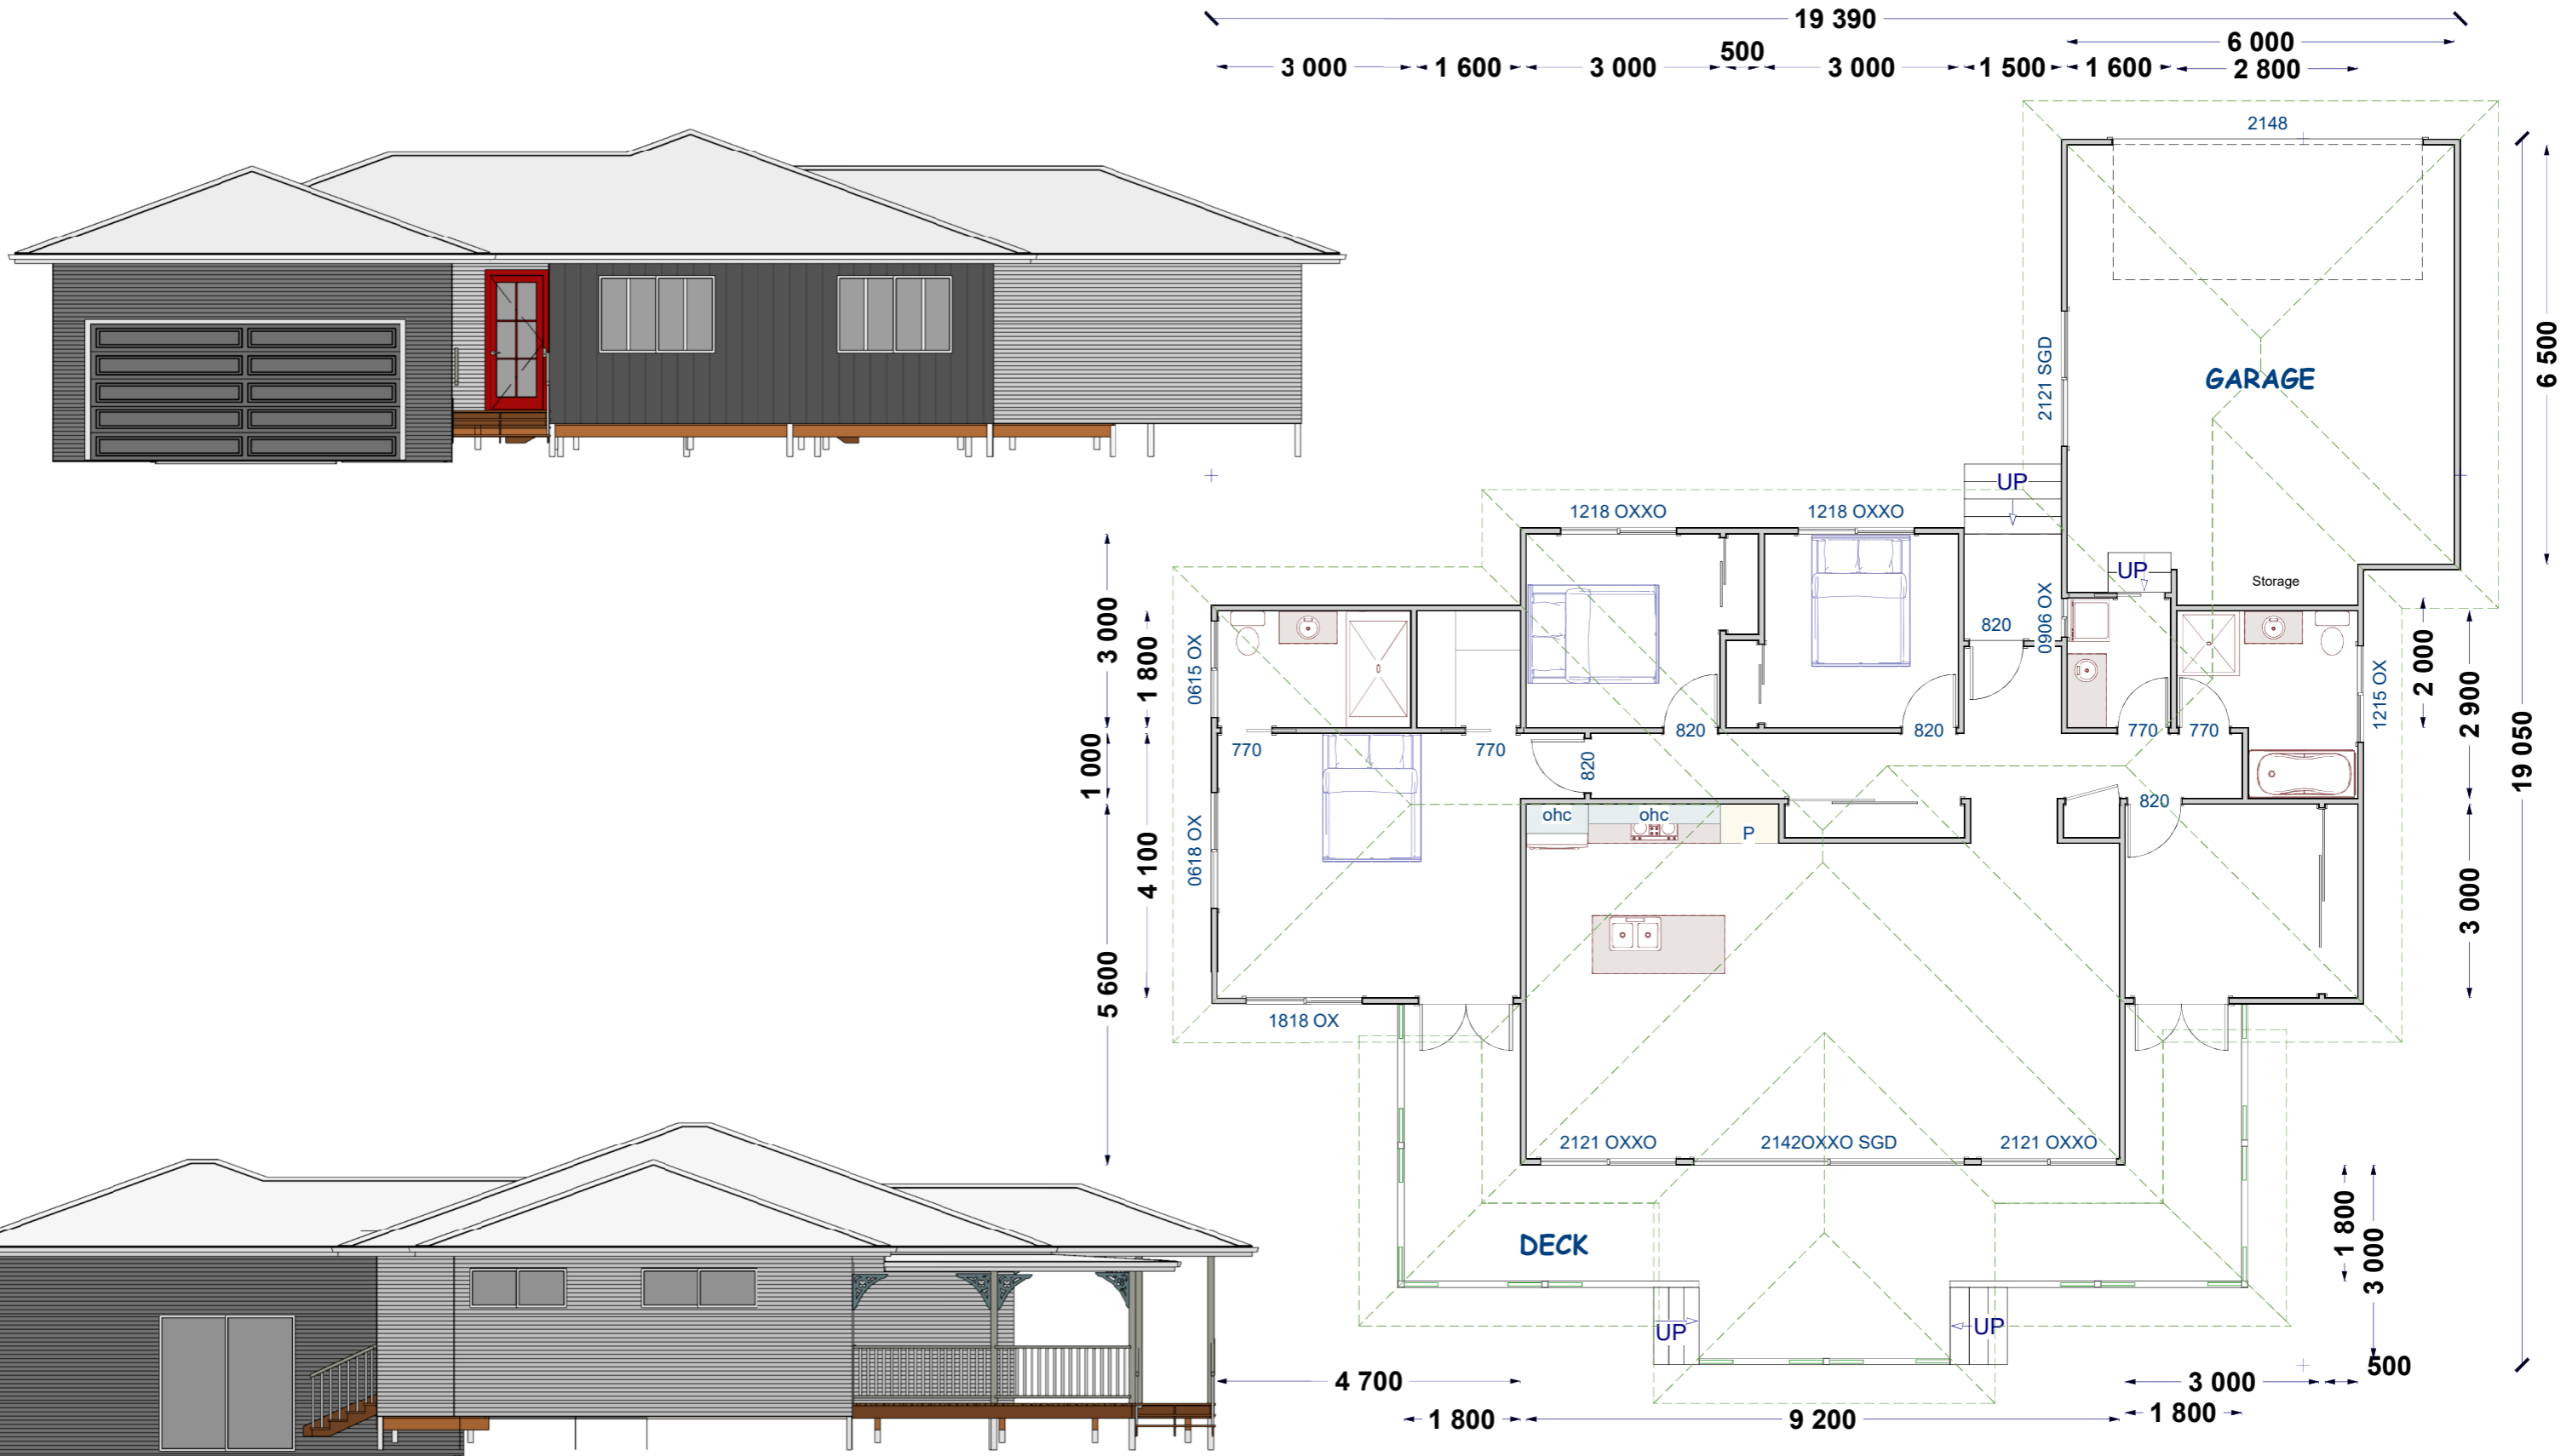 19 390
6 000
500
3 000
1 600
3 000
3 000
1 500
1 600
2 800
2148
6 500
2121 SGD
GARAGE
UP
1218 OXXO
1218 OXXO
UP
Storage
3 000
1 800
0615 OX
820
0906 OX
2 000
2 900
1215 OX
19 050
770
770
820
820
770
770
1 000
820
820
ohc
ohc
P
0618 OX
4 100
3 000
5 600
1818 OX
2121 OXXO
2142OXXO SGD
2121 OXXO
1 800
3 000
DECK
UP
UP
500
4 700
3 000
1 800
9 200
1 800